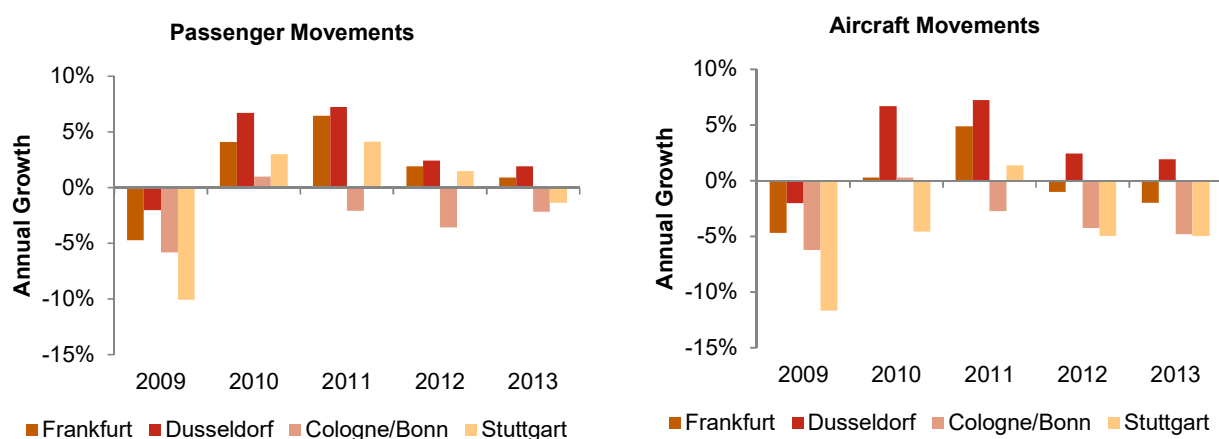 Passenger Movements
10%
5%
0%
-5%
-10%
-15%
Annual Growth
2009 2010 2011 2012 2013
Frankfurt Dusseldorf Cologne/Bonn Stuttgart
Aircraft Movements
10%
5%
0%
-5%
-10%
-15%
Annual Growth
2009 2010 2011 2012 2013
Frankfurt Dusseldorf Cologne/Bonn Stuttgart